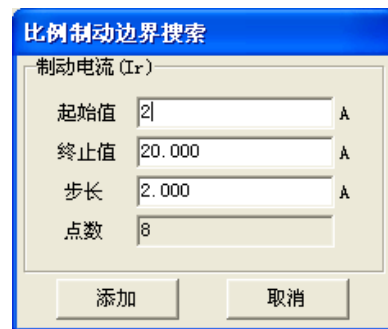 比例制动边界搜索
制动电流(Ir)
起始值 2 A
终止值 20.000 A
步长 2.000 A
点数 8
添加 取消